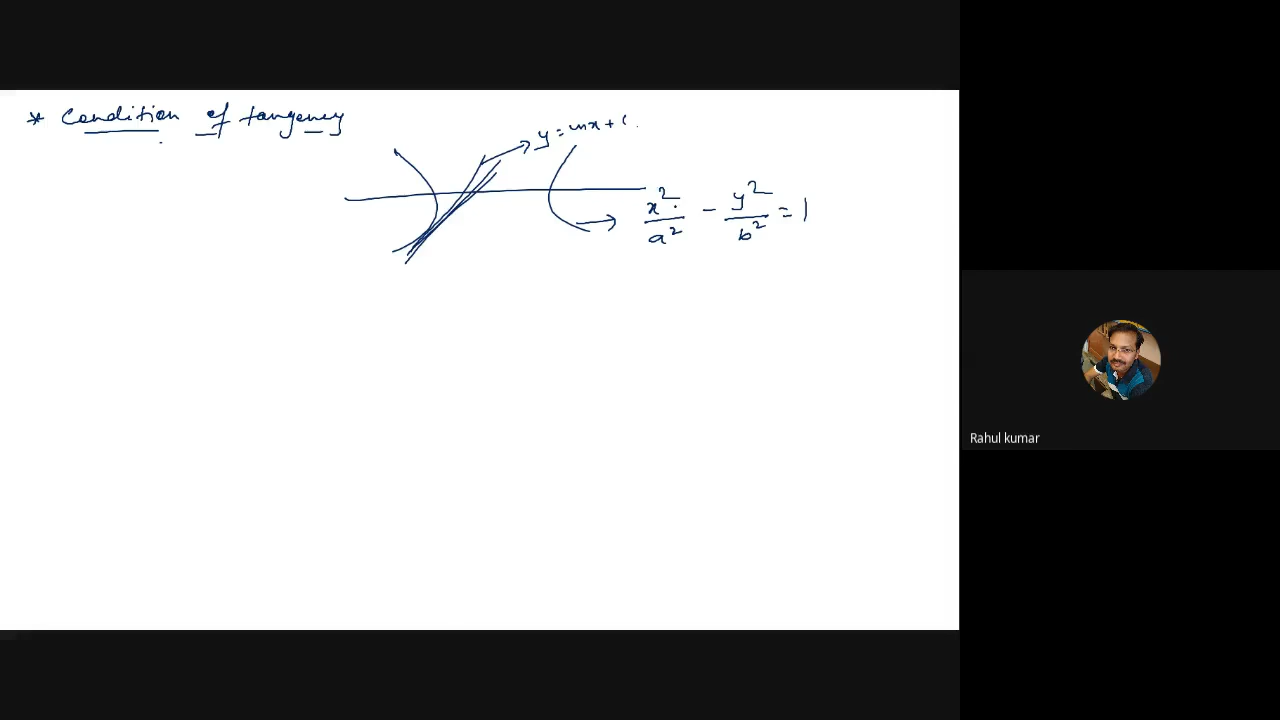 * Condition of tangency
y = mx + c
x²/a² - y²/b² = 1
Rahul kumar